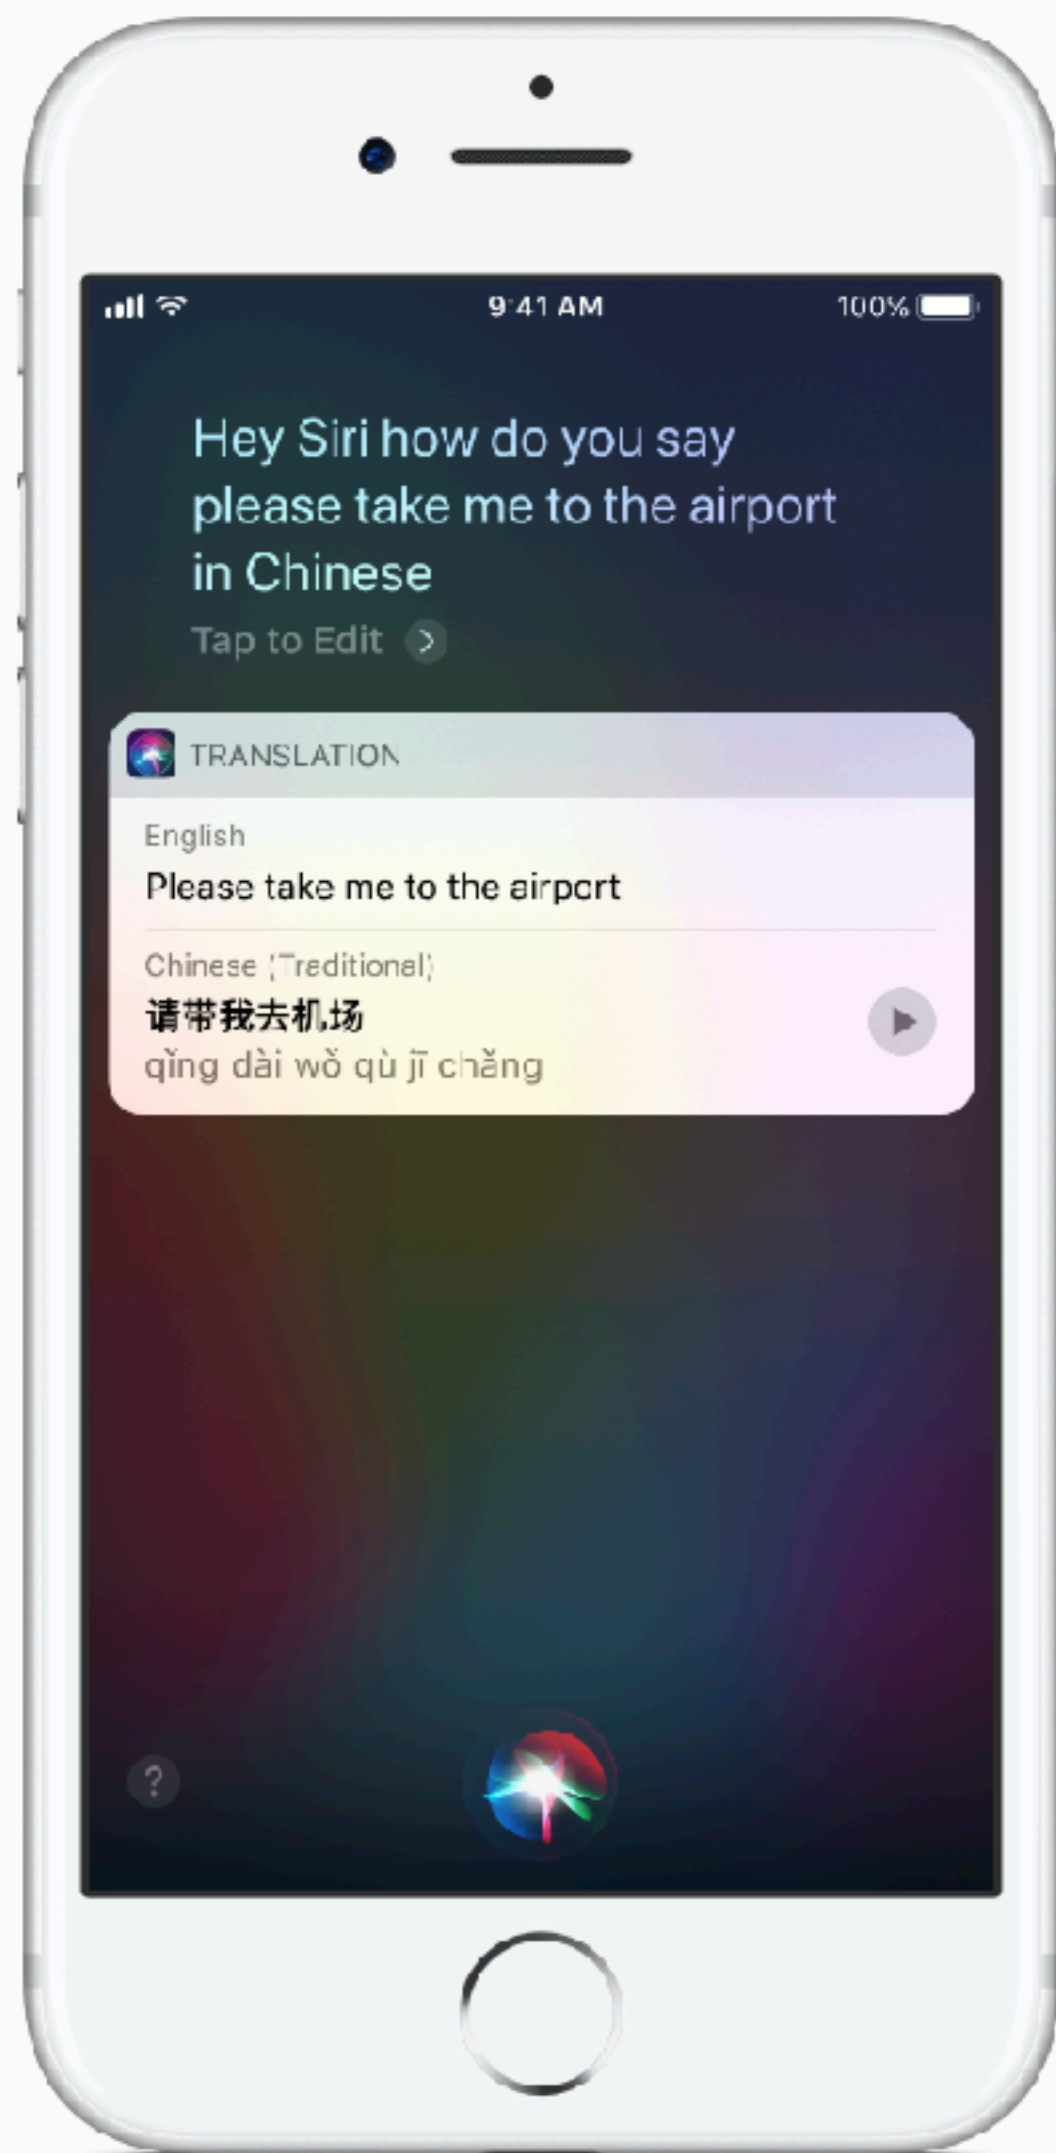 9:41 AM
100%
Hey Siri how do you say
please take me to the airport
in Chinese
Tap to Edit
TRANSLATION
English
Please take me to the airport
Chinese (Traditional)
请带我去机场
qǐng dài wǒ qù jī chǎng
?